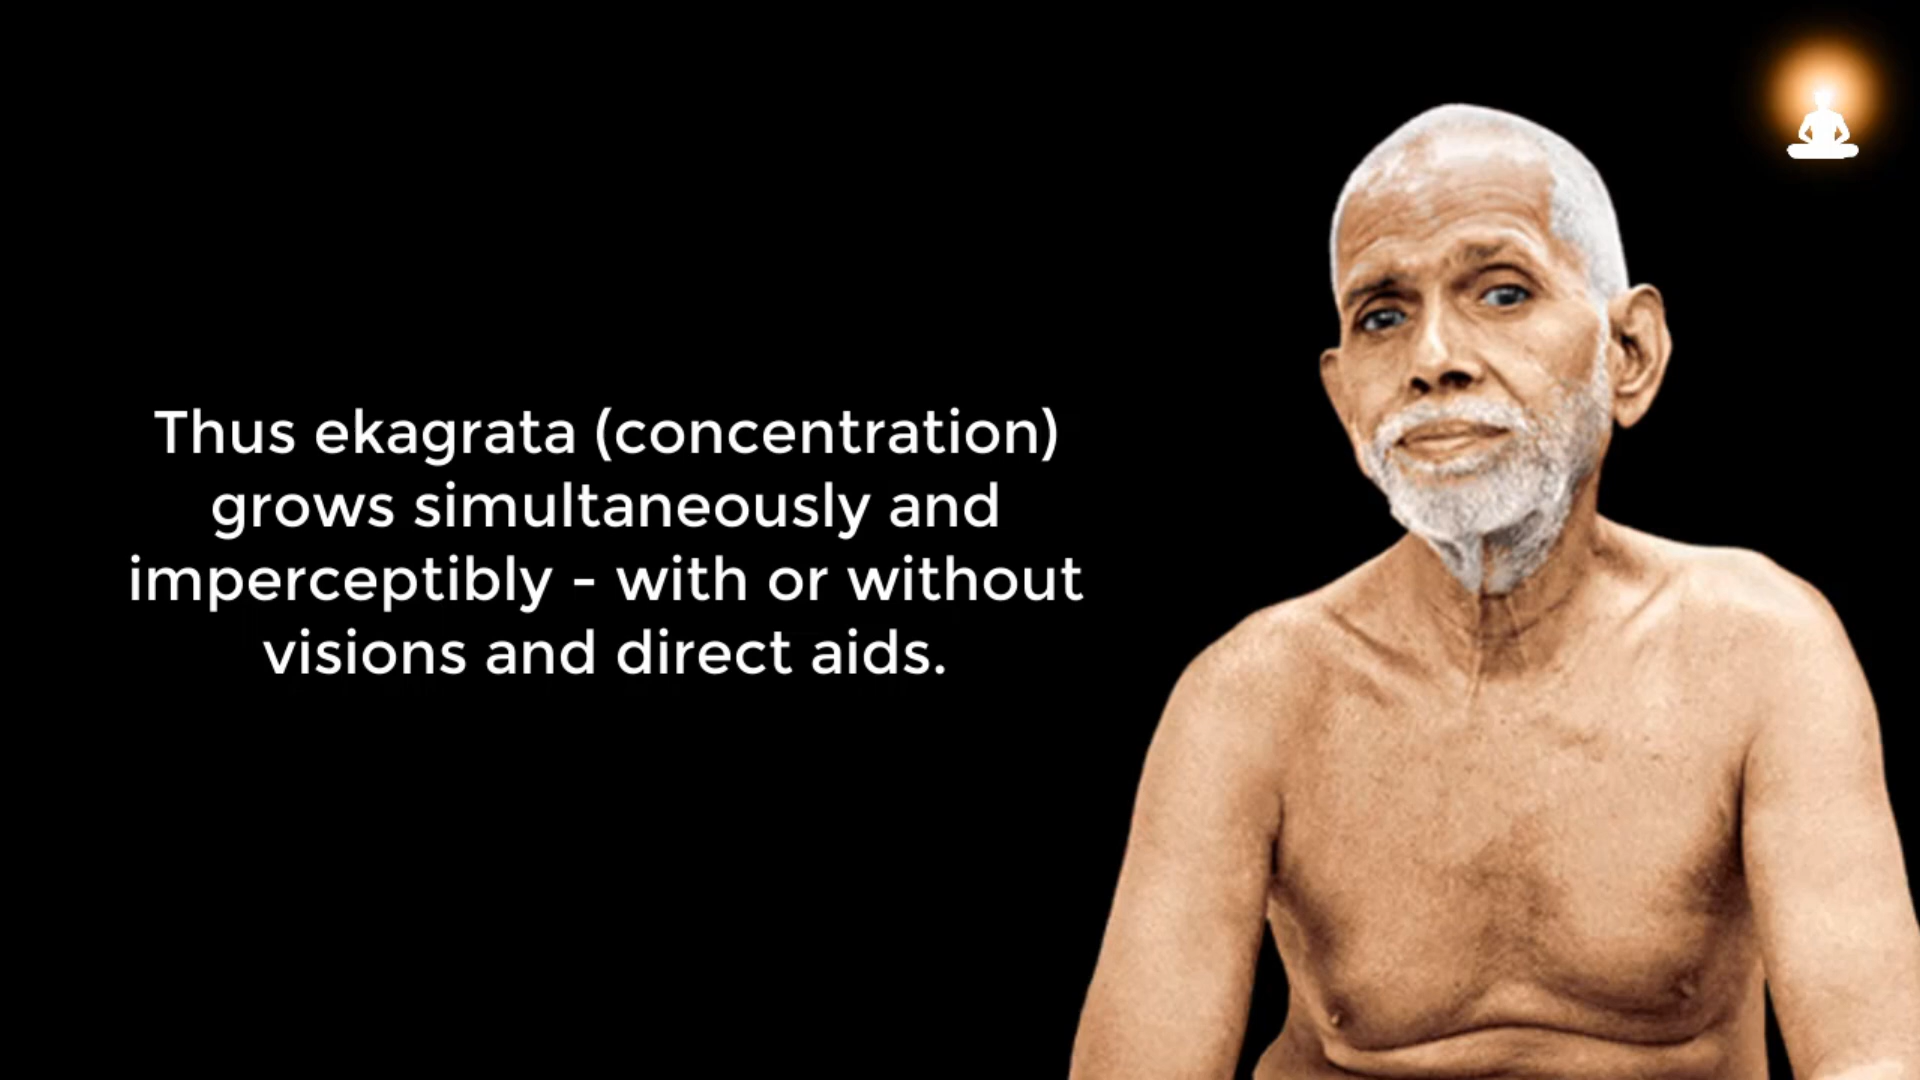 Thus ekagrata (concentration)
grows simultaneously and
imperceptibly - with or without
visions and direct aids.